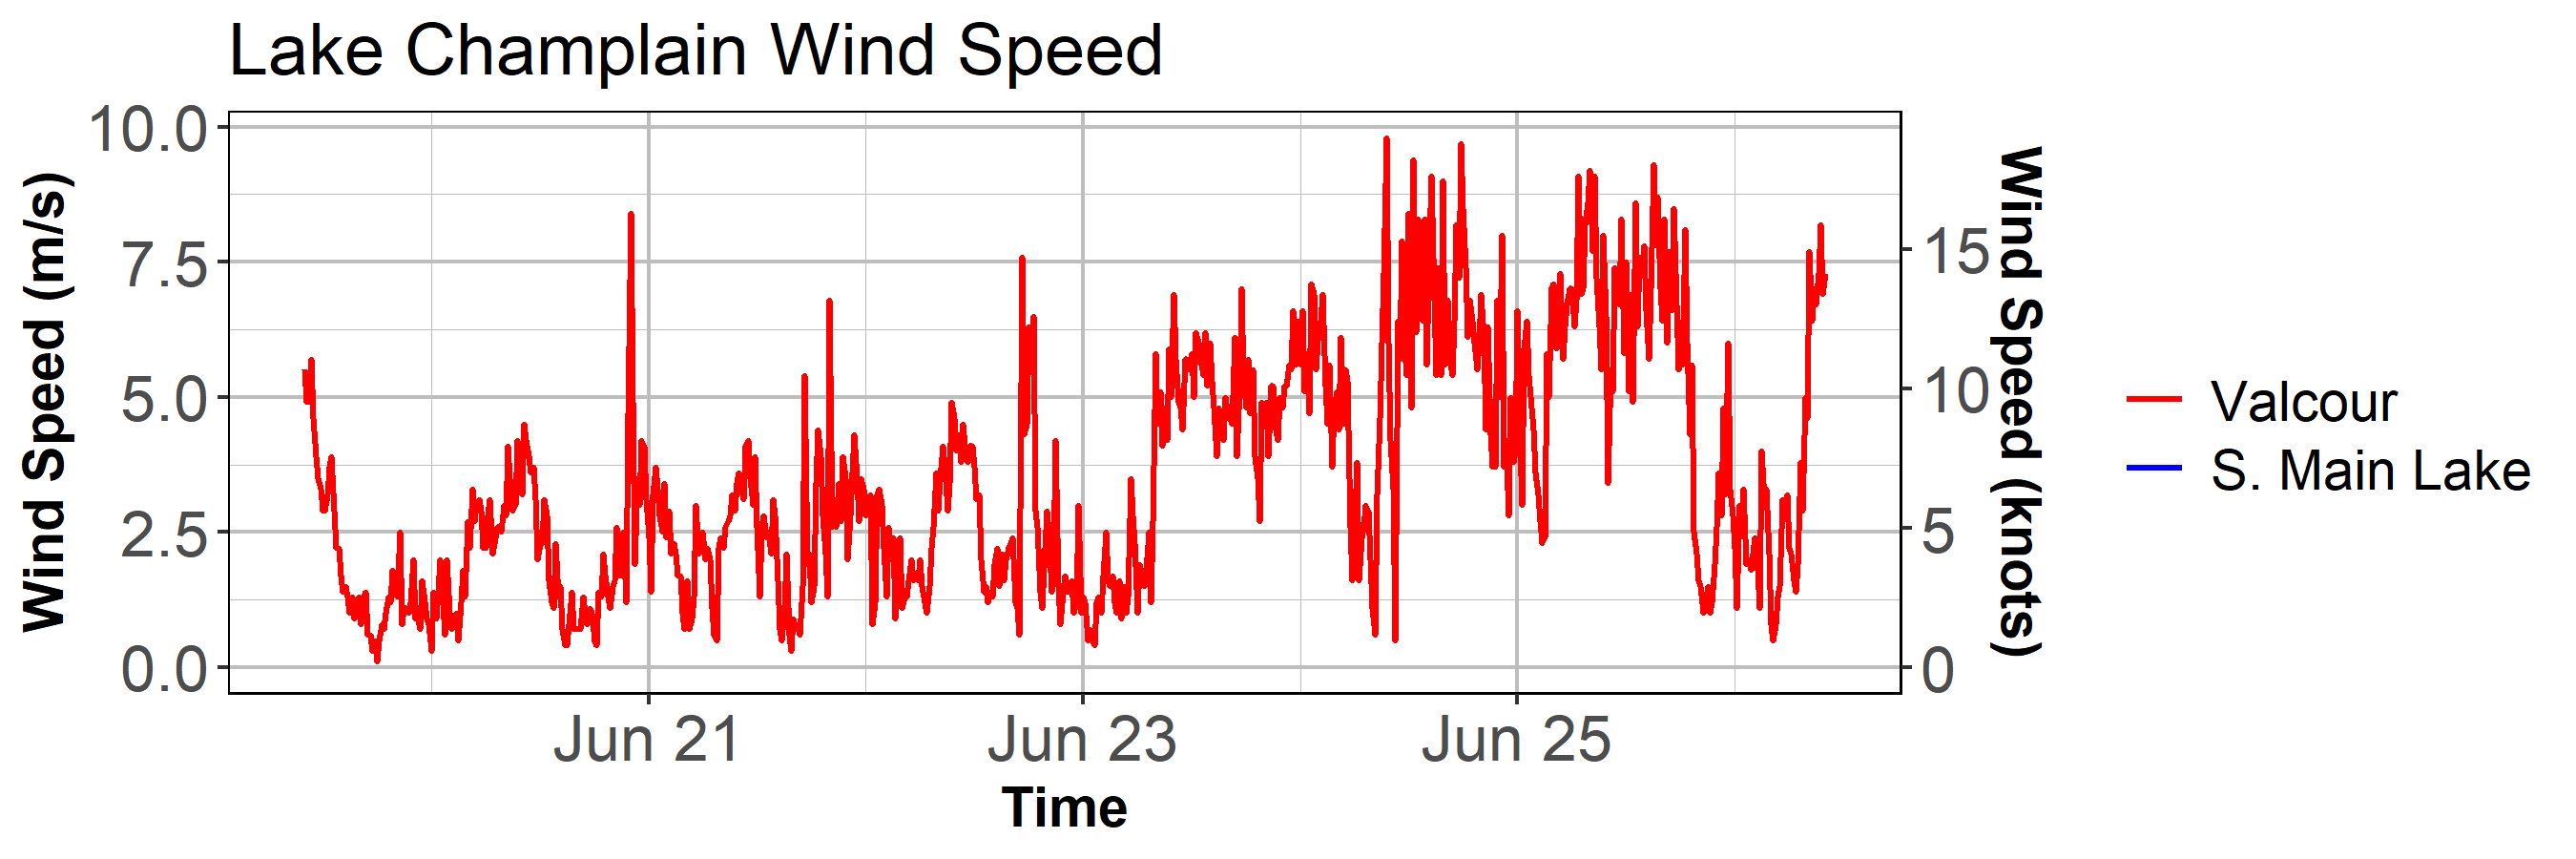 Lake Champlain Wind Speed
Wind Speed (m/s)
10.0
7.5
5.0
2.5
0.0
15
10
5
0
Wind Speed (knots)
Jun 21
Jun 23
Jun 25
Time
Valcour
S. Main Lake